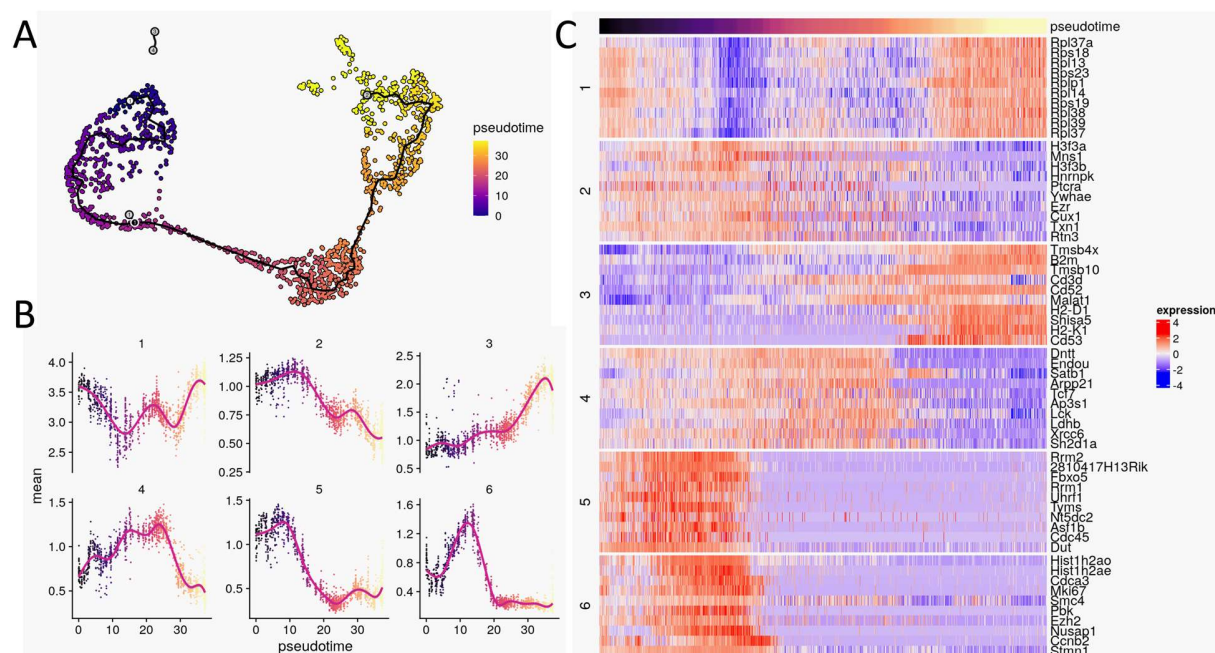 A
pseudotime
30
20
10
0
B
1
2
3
4.0
3.5
3.0
2.5
1.25
1.00
0.75
0.50
0.25
2.5
2.0
1.5
1.0
0.5
mean
4
5
6
1.5
1.0
0.5
1.5
1.0
0.5
1.6
1.2
0.8
0.4
0 10 20 30
0 10 20 30
0 10 20 30
pseudotime
C
pseudotime
1
Rpl37a
Rps18
Rpl13
Rps23
Rplp1
Rpl14
Rps19
Rpl38
Rpl39
Rpl37
2
H3f3a
Mns1
H3f3b
Hnrnpk
Ptcra
Ywhae
Ezr
Cux1
Txn1
Rtn3
3
Tmsb4x
B2m
Tmsb10
Cd3d
Cd52
Malat1
H2-D1
Shisa5
H2-K1
Cd53
4
Dntt
Endou
Satb1
Arpp21
Tcf7
Ap3s1
Lck
Ldhb
Xrcc6
Sh2d1a
5
Rrm2
2810417H13Rik
Fbxo5
Rrm1
Uhrf1
Tyms
Nt5dc2
Asf1b
Cdc45
Dut
6
Hist1h2ao
Hist1h2ae
Cdca3
Mki67
Smc4
Pbk
Ezh2
Nusap1
Ccnb2
Stmn1
expression
4
2
0
-2
-4